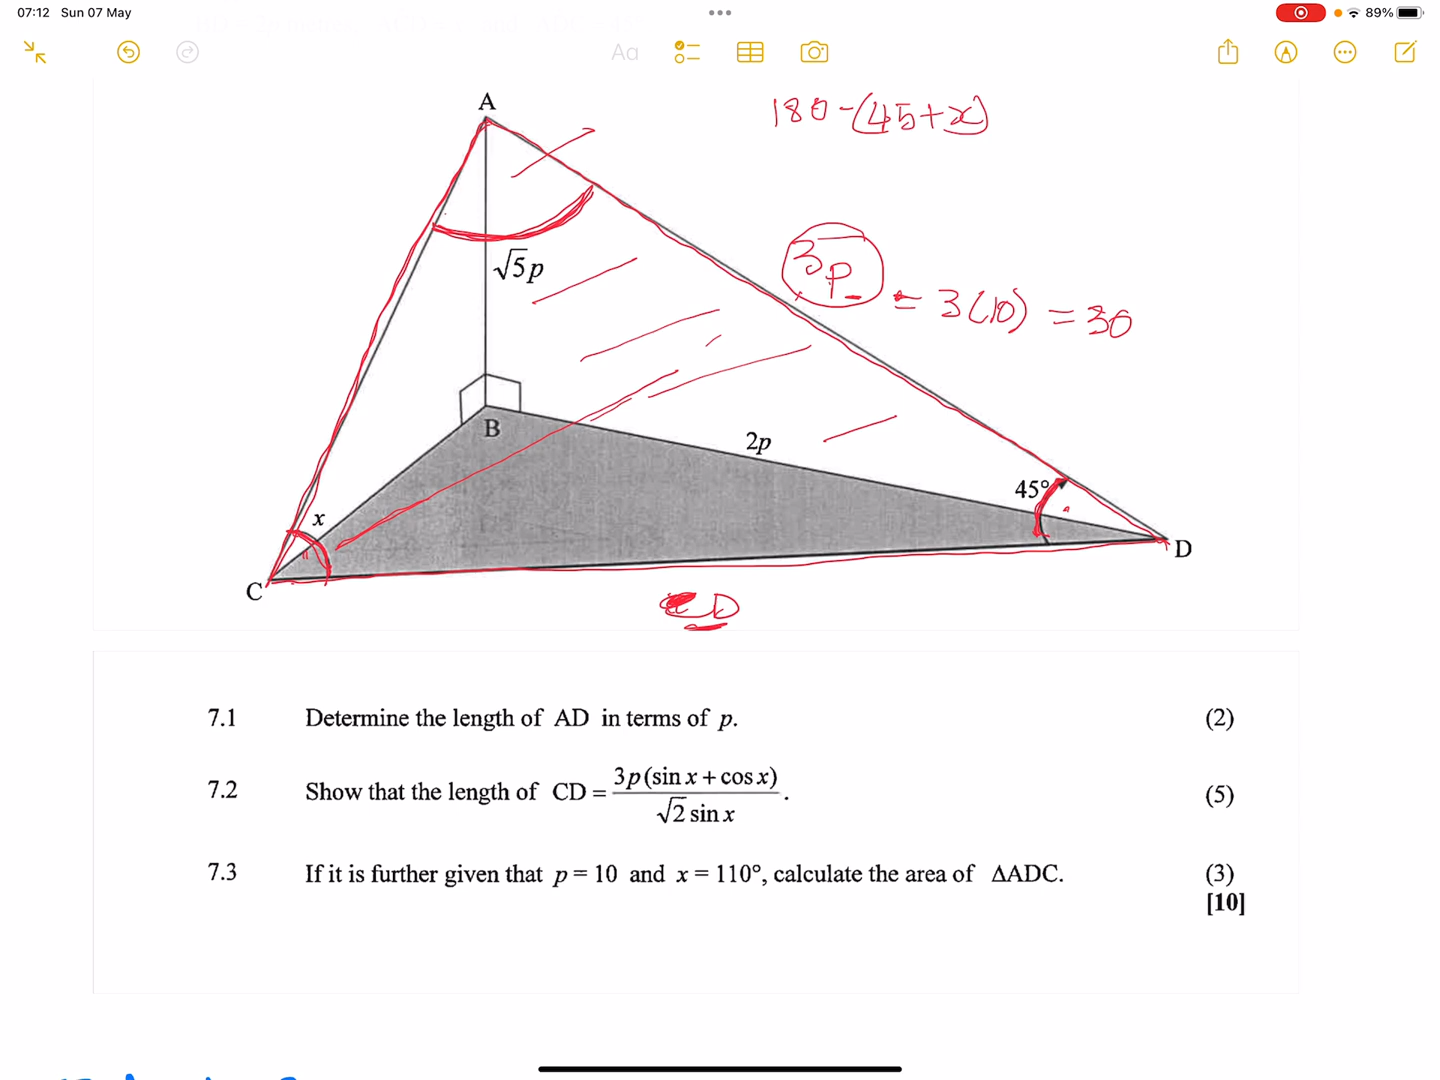 07:12 Sun 07 May
89%
Aa
A
180-(45+x)
√5p
3p = 3(10) = 30
B
2p
45°
x
D
C
CD
7.1 Determine the length of AD in terms of p. (2)
7.2 Show that the length of CD = 3p(sin x + cos x) / √2 sin x . (5)
7.3 If it is further given that p = 10 and x = 110°, calculate the area of ΔADC. (3)
[10]